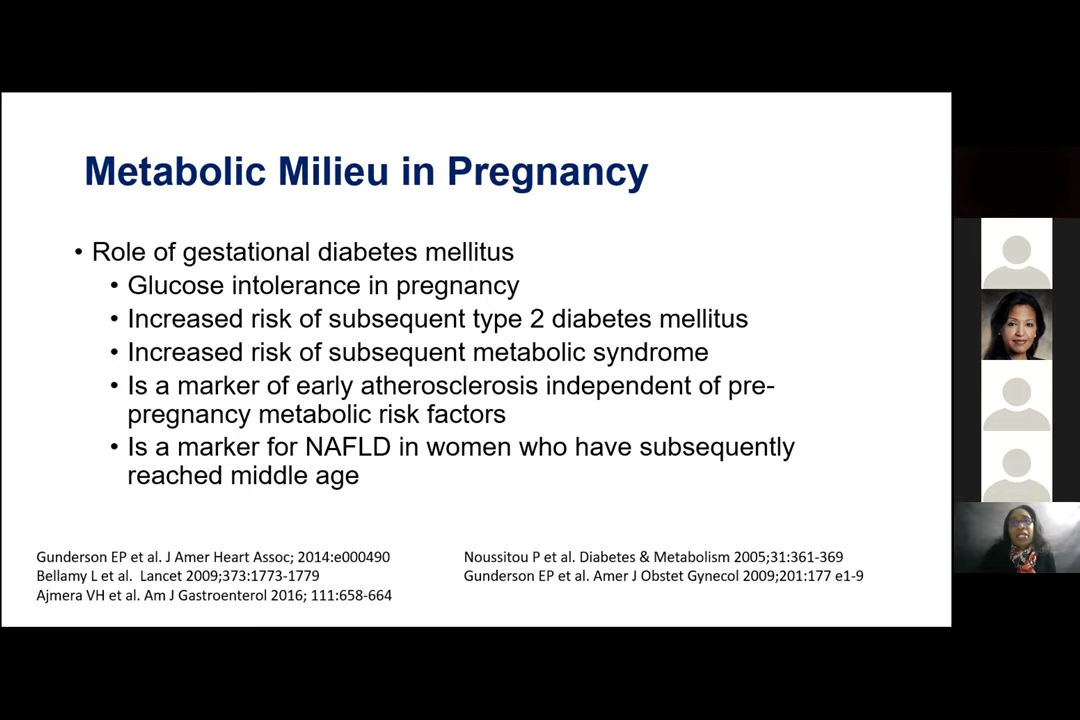 Metabolic Milieu in Pregnancy
• Role of gestational diabetes mellitus
• Glucose intolerance in pregnancy
• Increased risk of subsequent type 2 diabetes mellitus
• Increased risk of subsequent metabolic syndrome
• Is a marker of early atherosclerosis independent of pre-
pregnancy metabolic risk factors
• Is a marker for NAFLD in women who have subsequently
reached middle age
Gunderson EP et al. J Amer Heart Assoc; 2014:e000490
Bellamy L et al.  Lancet 2009;373:1773-1779
Ajmera VH et al. Am J Gastroenterol 2016; 111:658-664
Noussitou P et al. Diabetes & Metabolism 2005;31:361-369
Gunderson EP et al. Amer J Obstet Gynecol 2009;201:177 e1-9